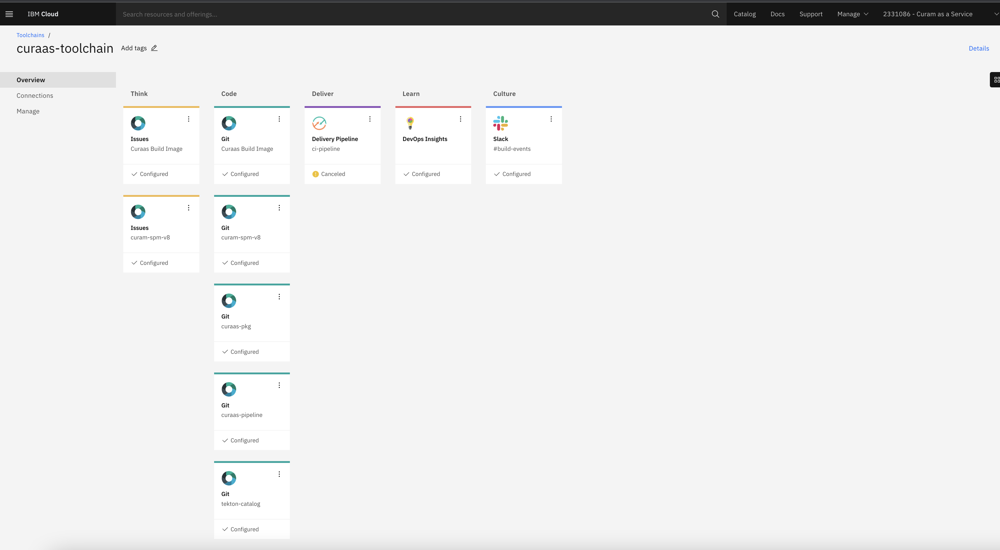 IBM Cloud
Search resources and offerings...
Catalog
Docs
Support
Manage
2331086 - Curam as a Service
Toolchains /
curaas-toolchain
Add tags
Details
Overview
Connections
Manage
Think
Issues
Curaas Build Image
Configured
Issues
curam-spm-v8
Configured
Code
Git
Curaas Build Image
Configured
Git
curam-spm-v8
Configured
Git
curaas-pkg
Configured
Git
curaas-pipeline
Configured
Git
tekton-catalog
Configured
Deliver
Delivery Pipeline
ci-pipeline
Canceled
Learn
DevOps Insights
Configured
Culture
Slack
#build-events
Configured